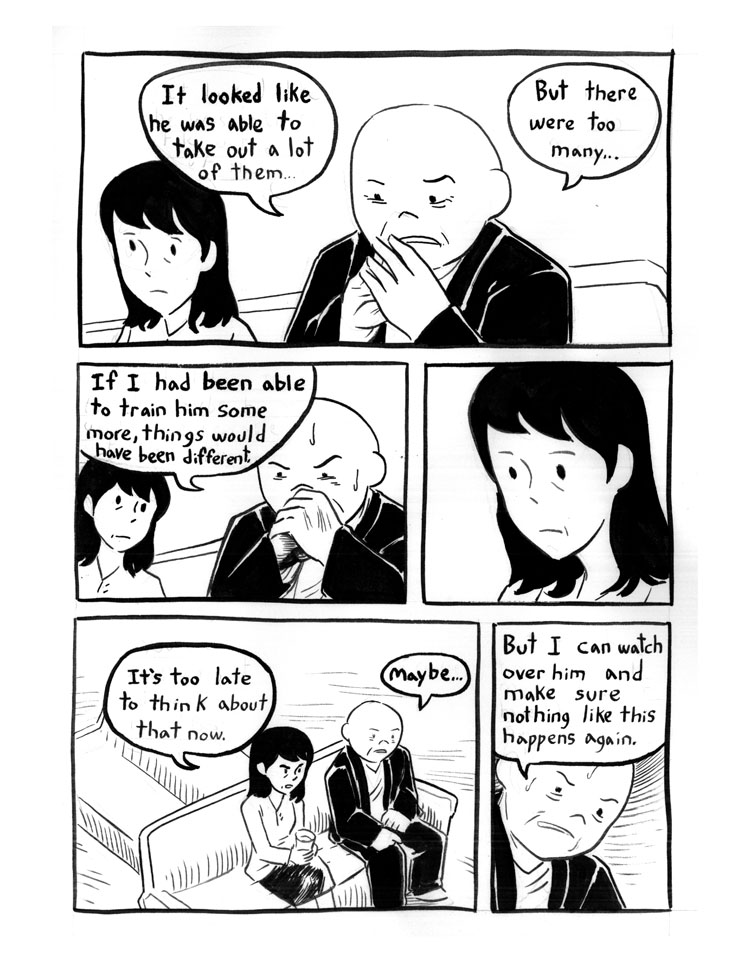 It looked like
he was able to
take out a lot
of them...
But there
were too
many...
If I had been able
to train him some
more, things would
have been different.
It's too late
to think about
that now.
Maybe...
But I can watch
over him and
make sure
nothing like this
happens again.